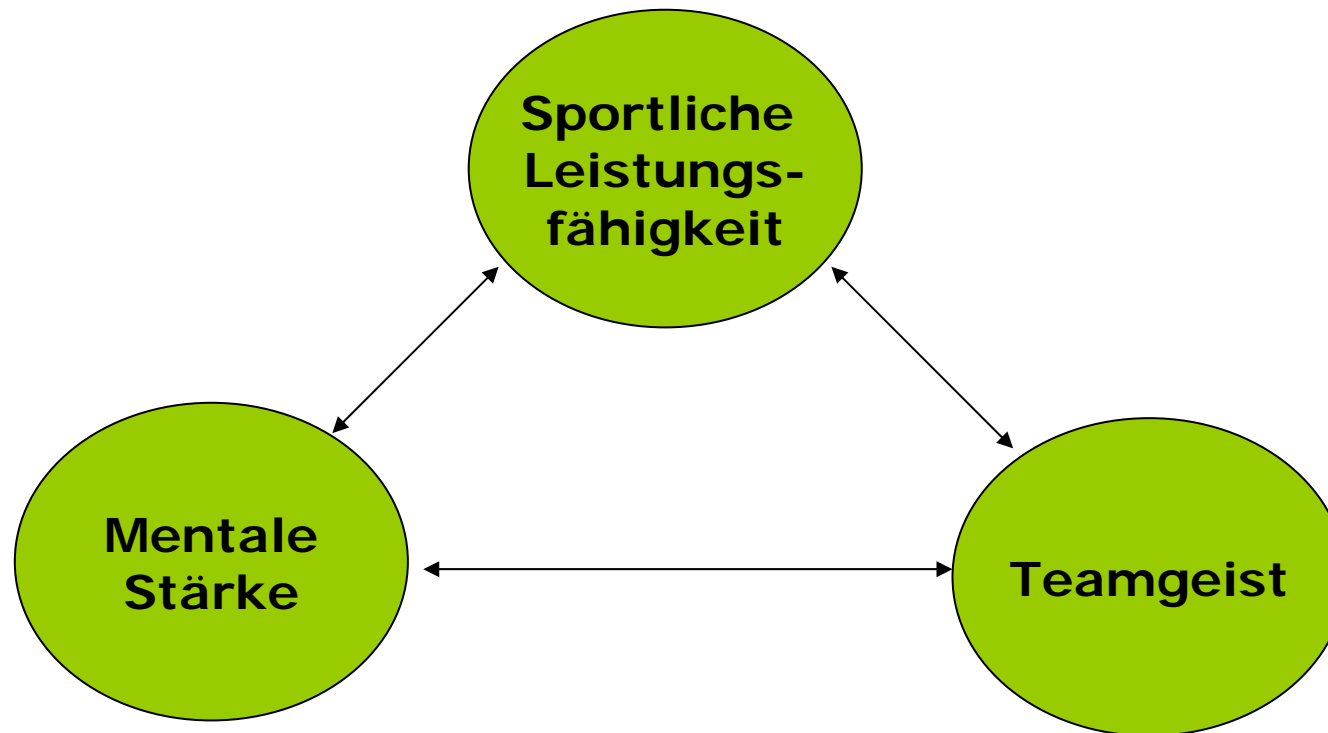 Sportliche
Leistungs-
fähigkeit
Mentale
Stärke
Teamgeist